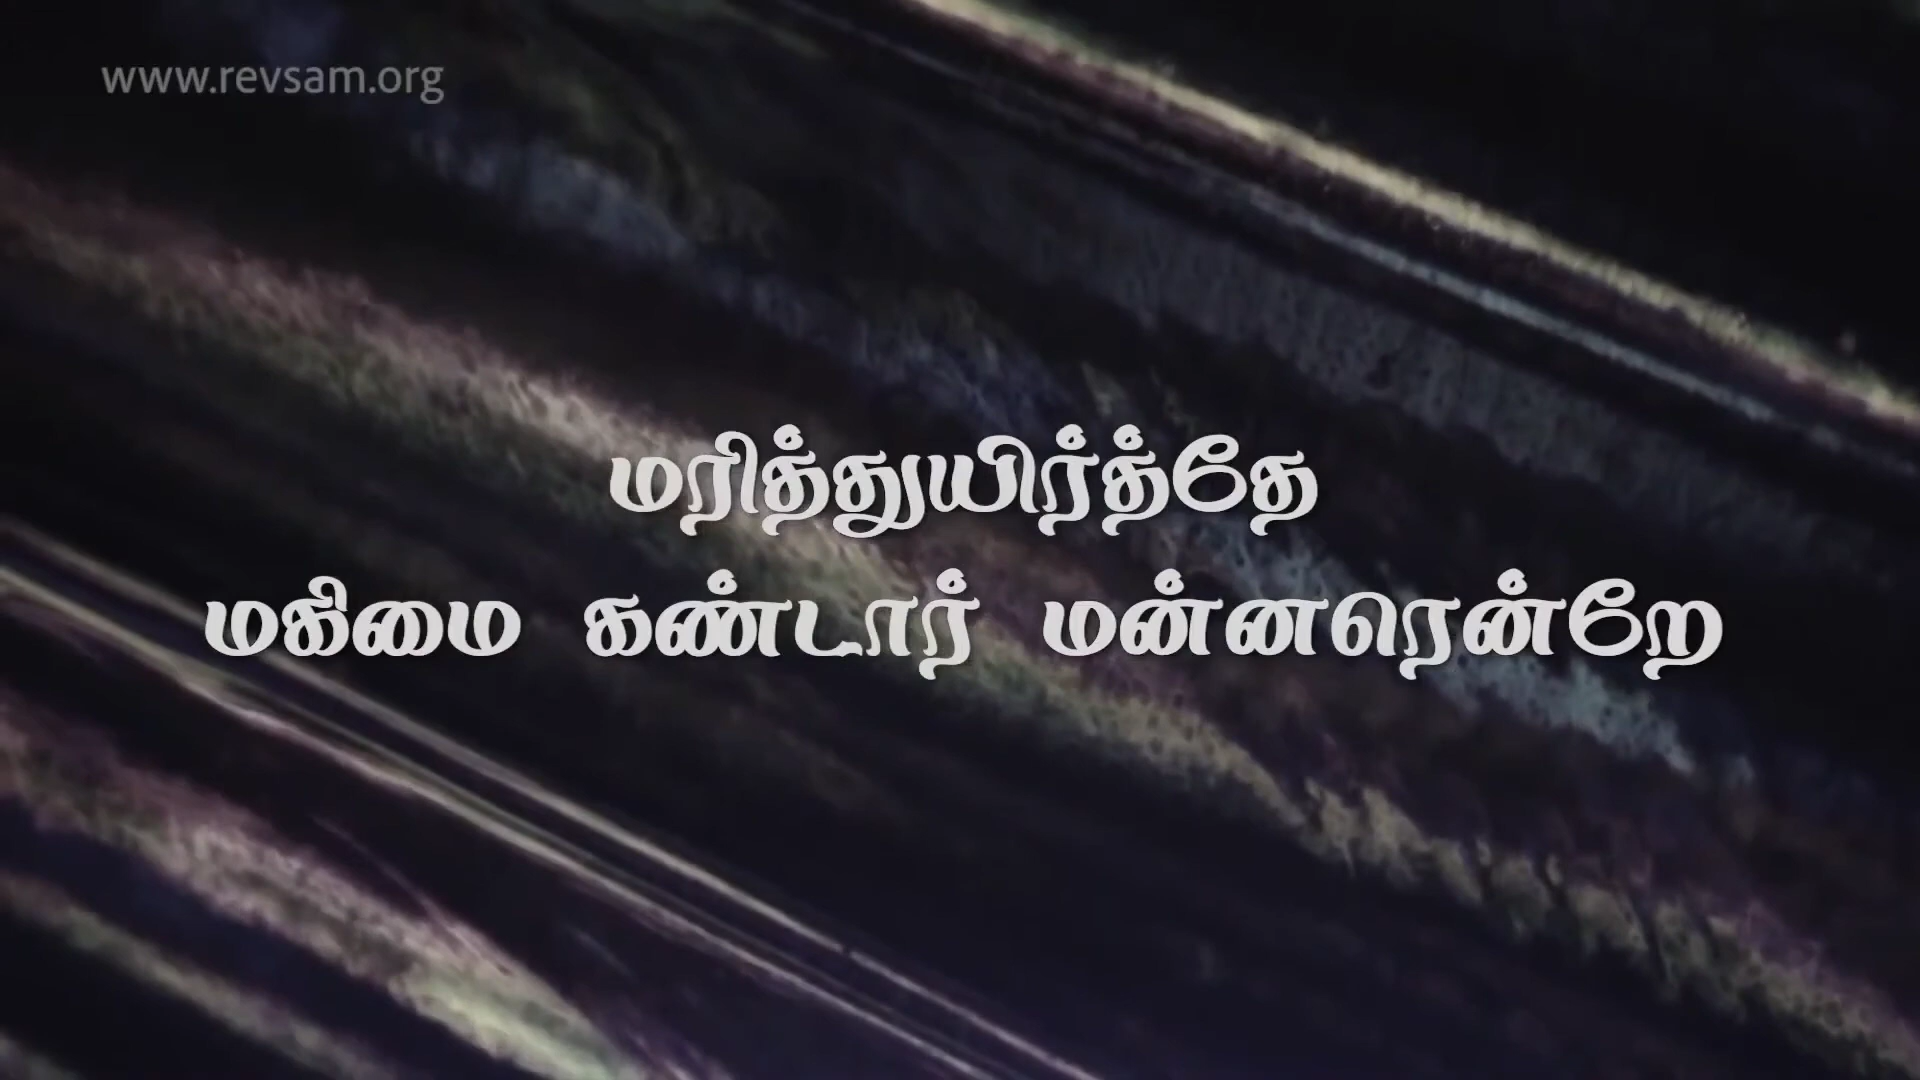 www.revsam.org
மரித்துயிர்த்தே
மகிமை கண்டார் மன்னரென்றே